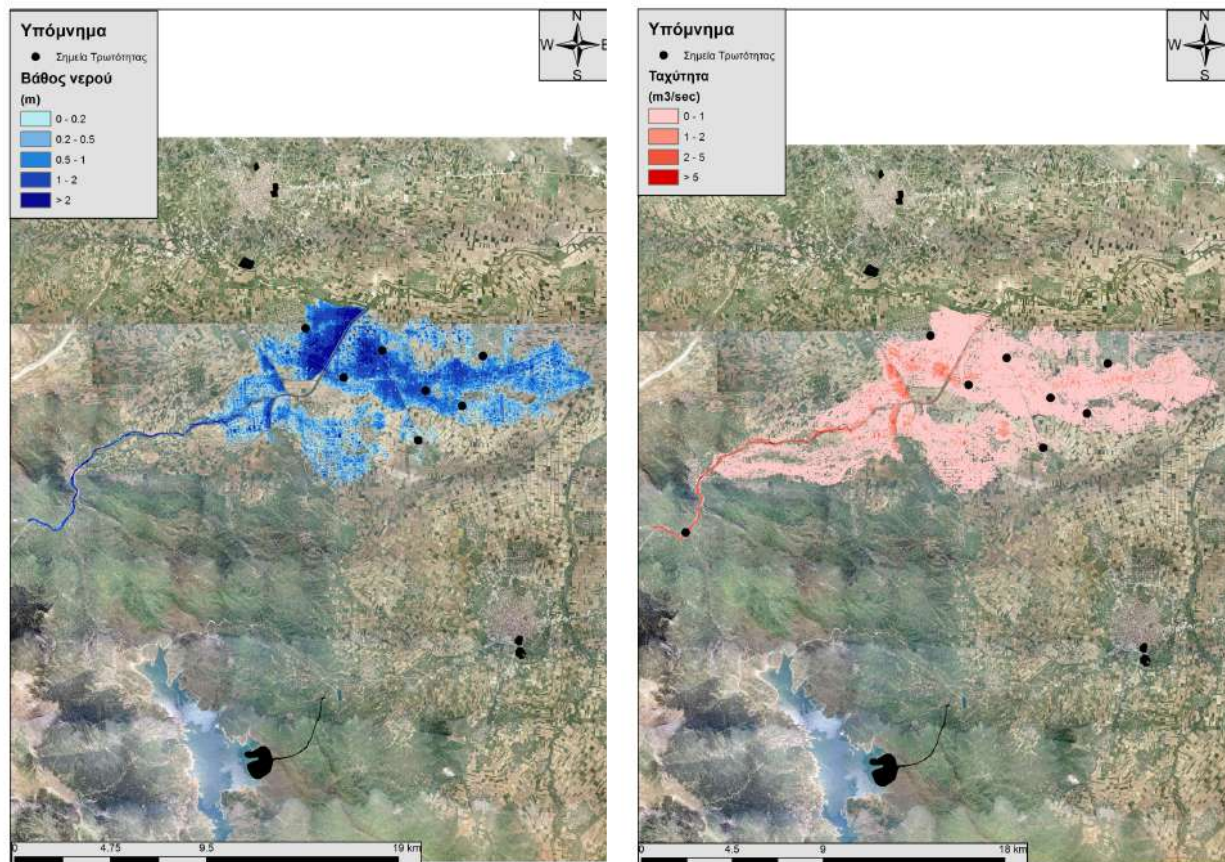 Υπόμνημα
Σημεία Τρωτότητας
Βάθος νερού
(m)
0 - 0.2
0.2 - 0.5
0.5 - 1
1 - 2
> 2
N
W E
S
0 4.75 9.5 19 km
Υπόμνημα
Σημεία Τρωτότητας
Ταχύτητα
(m3/sec)
0 - 1
1 - 2
2 - 5
> 5
N
W E
S
0 4.5 9 18 km